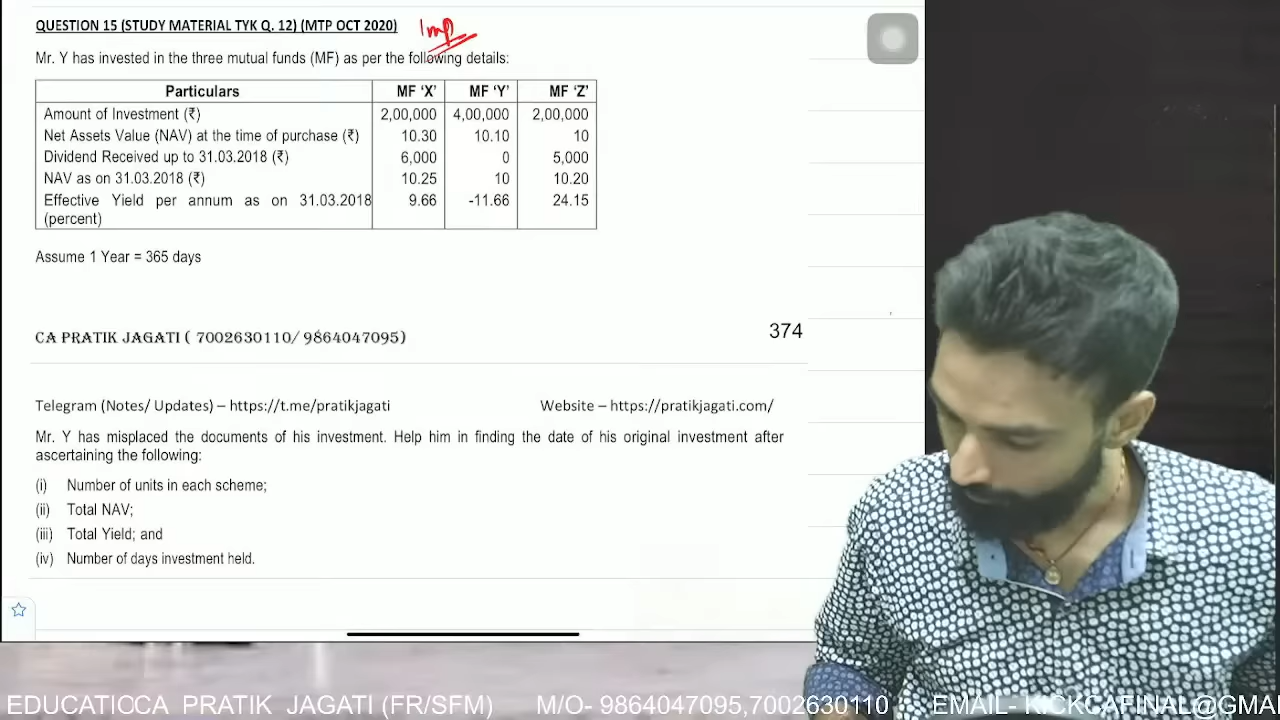 QUESTION 15 (STUDY MATERIAL TYK Q. 12) (MTP OCT 2020) Imp
Mr. Y has invested in the three mutual funds (MF) as per the following details:
Particulars MF ‘X’ MF ‘Y’ MF ‘Z’
Amount of Investment (₹) 2,00,000 4,00,000 2,00,000
Net Assets Value (NAV) at the time of purchase (₹) 10.30 10.10 10
Dividend Received up to 31.03.2018 (₹) 6,000 0 5,000
NAV as on 31.03.2018 (₹) 10.25 10 10.20
Effective Yield per annum as on 31.03.2018 9.66 -11.66 24.15
(percent)
Assume 1 Year = 365 days
CA PRATIK JAGATI ( 7002630110/ 9864047095) 374
Telegram (Notes/ Updates) – https://t.me/pratikjagati Website – https://pratikjagati.com/
Mr. Y has misplaced the documents of his investment. Help him in finding the date of his original investment after
ascertaining the following:
(i) Number of units in each scheme;
(ii) Total NAV;
(iii) Total Yield; and
(iv) Number of days investment held.
EDUCATIOCCA PRATIK JAGATI (FR/SFM) M/O- 9864047095,7002630110 EMAIL- KICKCAFINAL@GMA